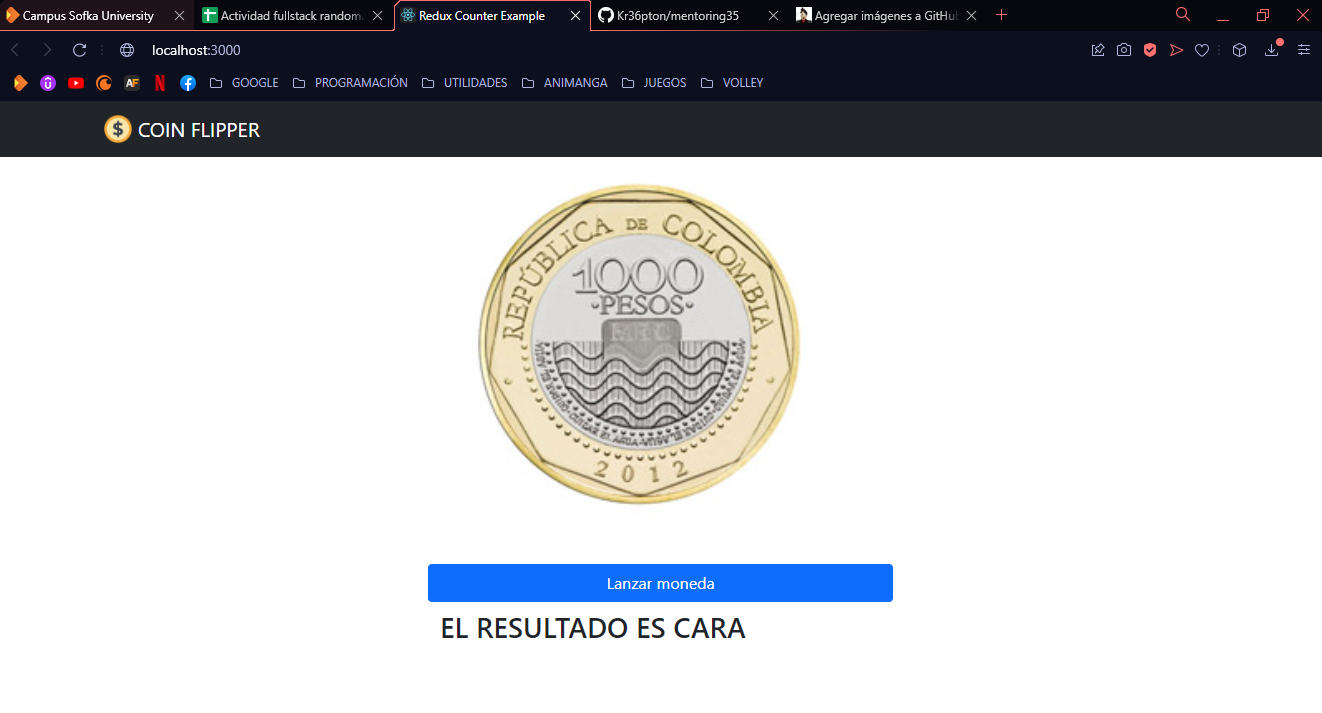 Campus Sofka University
Actividad fullstack random.
Redux Counter Example
Kr36pton/mentoring35
Agregar imágenes a GitHu
localhost:3000
GOOGLE
PROGRAMACIÓN
UTILIDADES
ANIMANGA
JUEGOS
VOLLEY
$ COIN FLIPPER
REPÚBLICA DE COLOMBIA
1000
·PESOS·
2012
Lanzar moneda
EL RESULTADO ES CARA